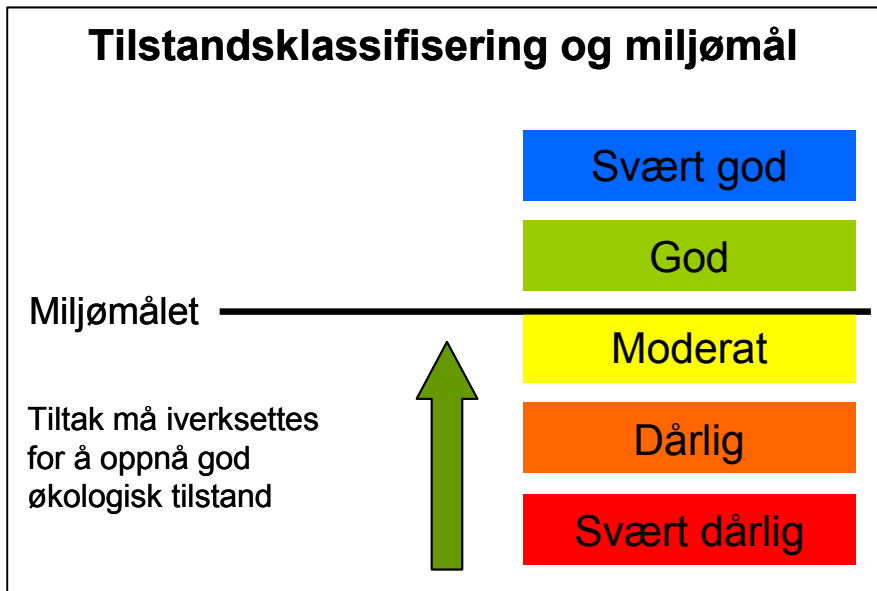 Tilstandsklassifisering og miljømål
Svært god
God
Miljømålet
Moderat
Tiltak må iverksettes
for å oppnå god
økologisk tilstand
Dårlig
Svært dårlig